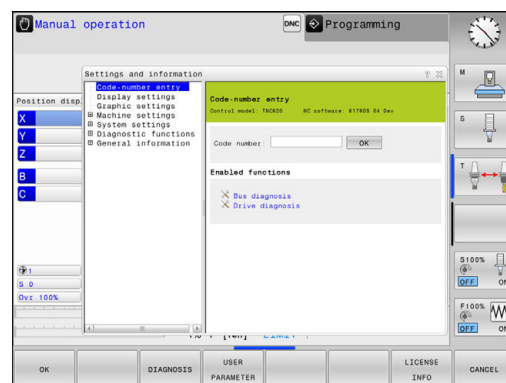 Manual operation
DNC
Programming
Settings and information
Code-number entry
Display settings
Graphic settings
Machine settings
System settings
Diagnostic functions
General information
Code-number entry
Control model: TNC620 NC software: 817605 04 Dev
Code number:
OK
Enabled functions
Bus diagnosis
Drive diagnosis
Position disp
X
Y
Z
B
C
1
S 0
Ovr 100%
M
S
T
S100%
OFF
ON
F100%
OFF
ON
OK
DIAGNOSIS
USER
PARAMETER
LICENSE
INFO
CANCEL